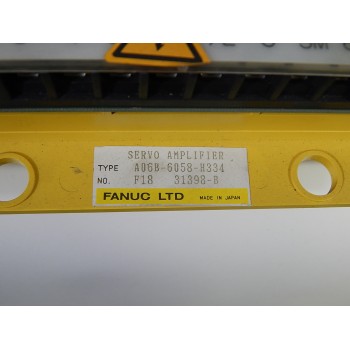 SERVO AMPLIFIER
TYPE A06B-6058-H334
NO. F18 31398-B
FANUC LTD MADE IN JAPAN